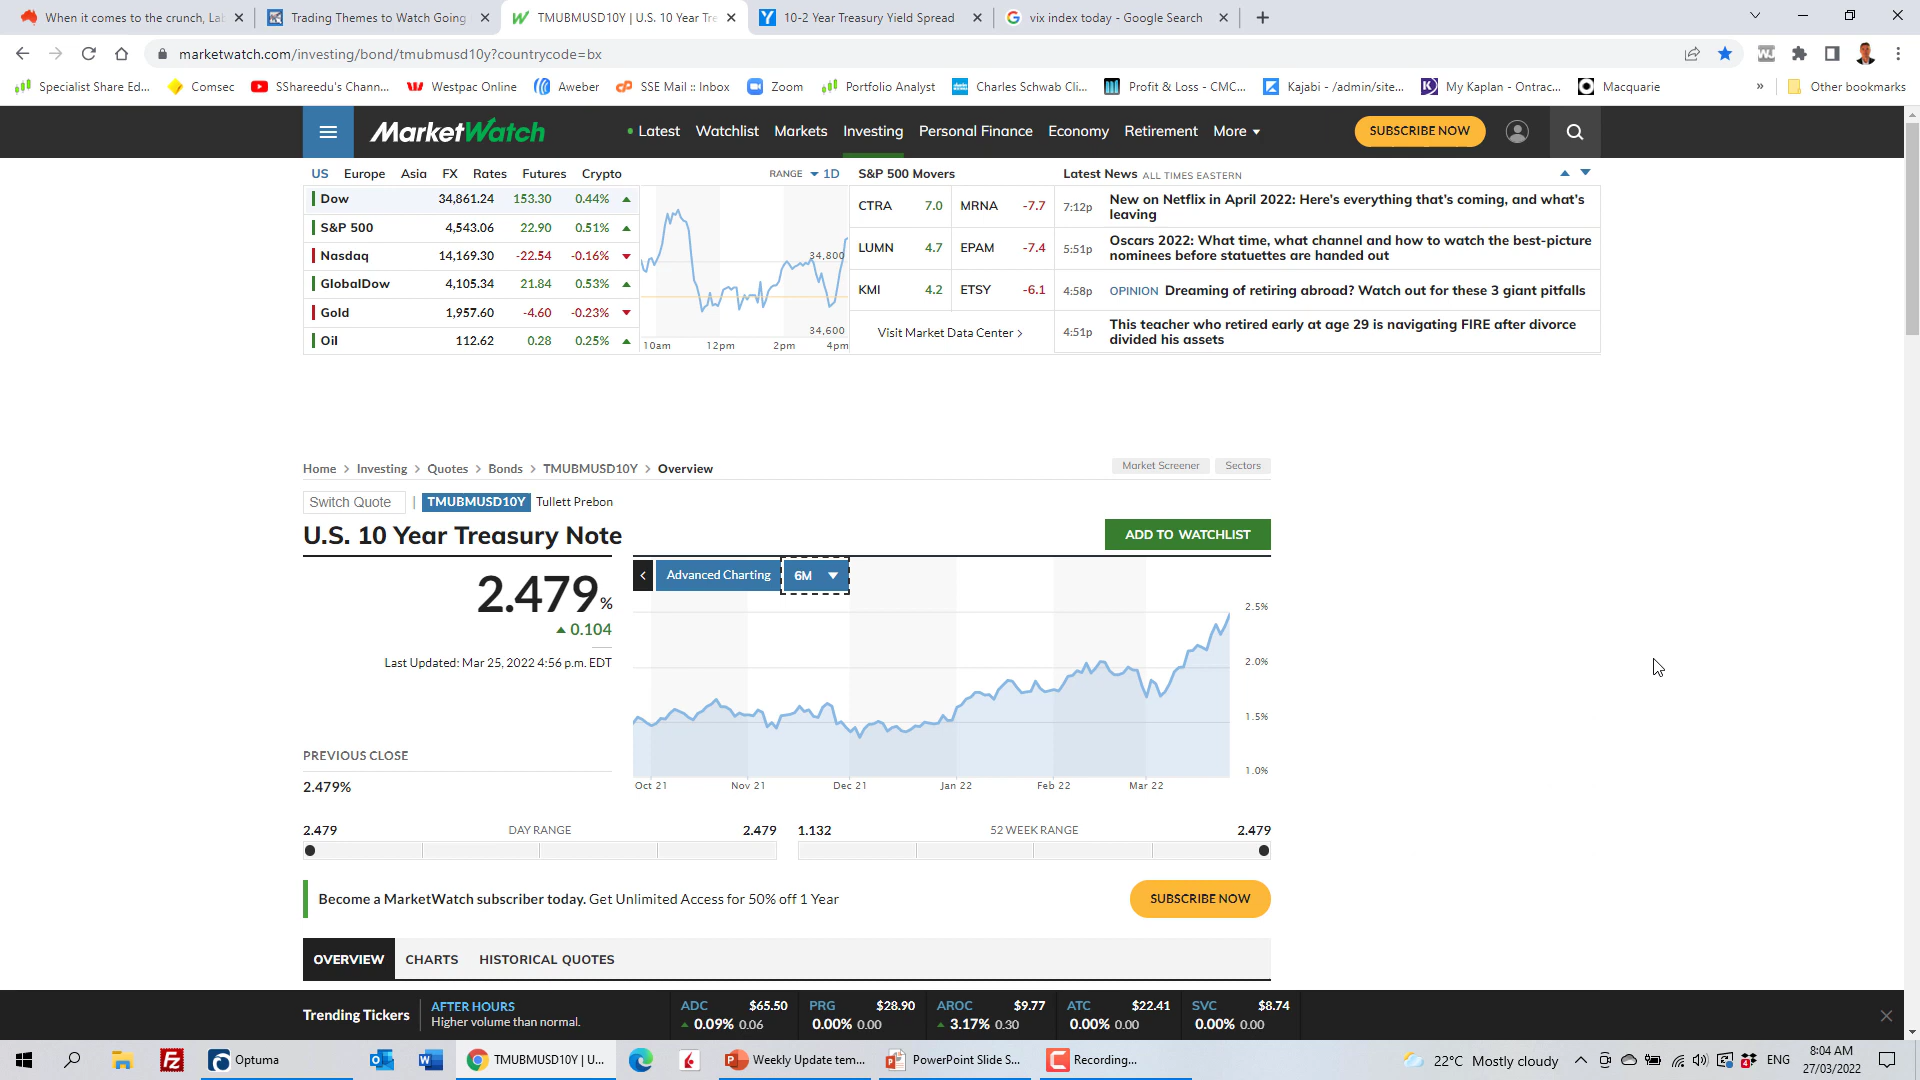 When it comes to the crunch, Lab
Trading Themes to Watch Going
TMUBMUSD10Y | U.S. 10 Year Tre
10-2 Year Treasury Yield Spread
vix index today - Google Search
marketwatch.com/investing/bond/tmubmusd10y?countrycode=bx
Specialist Share Ed...
Comsec
SShareedu's Chann...
Westpac Online
Aweber
SSE Mail :: Inbox
Zoom
Portfolio Analyst
Charles Schwab Cli...
Profit & Loss - CMC...
Kajabi - /admin/site...
My Kaplan - Ontrac...
Macquarie
»
Other bookmarks
MarketWatch
Latest Watchlist Markets Investing Personal Finance Economy Retirement More
SUBSCRIBE NOW
US Europe Asia FX Rates Futures Crypto
RANGE 1D
Dow 34,861.24 153.30 0.44%
S&P 500 4,543.06 22.90 0.51%
Nasdaq 14,169.30 -22.54 -0.16%
GlobalDow 4,105.34 21.84 0.53%
Gold 1,957.60 -4.60 -0.23%
Oil 112.62 0.28 0.25%
34,800
34,600
10am 12pm 2pm 4pm
S&P 500 Movers
CTRA 7.0 MRNA -7.7
LUMN 4.7 EPAM -7.4
KMI 4.2 ETSY -6.1
Visit Market Data Center >
Latest News ALL TIMES EASTERN
7:12p New on Netflix in April 2022: Here's everything that's coming, and what's
leaving
5:51p Oscars 2022: What time, what channel and how to watch the best-picture
nominees before statuettes are handed out
4:58p OPINION Dreaming of retiring abroad? Watch out for these 3 giant pitfalls
4:51p This teacher who retired early at age 29 is navigating FIRE after divorce
divided his assets
Home > Investing > Quotes > Bonds > TMUBMUSD10Y > Overview
Market Screener Sectors
Switch Quote | TMUBMUSD10Y Tullett Prebon
U.S. 10 Year Treasury Note
ADD TO WATCHLIST
2.479%
0.104
Last Updated: Mar 25, 2022 4:56 p.m. EDT
PREVIOUS CLOSE
2.479%
Advanced Charting 6M
2.5%
2.0%
1.5%
1.0%
Oct 21 Nov 21 Dec 21 Jan 22 Feb 22 Mar 22
2.479 DAY RANGE 2.479
1.132 52 WEEK RANGE 2.479
Become a MarketWatch subscriber today. Get Unlimited Access for 50% off 1 Year
SUBSCRIBE NOW
OVERVIEW CHARTS HISTORICAL QUOTES
Trending Tickers
AFTER HOURS
Higher volume than normal.
ADC $65.50
0.09% 0.06
PRG $28.90
0.00% 0.00
AROC $9.77
3.17% 0.30
ATC $22.41
0.00% 0.00
SVC $8.74
0.00% 0.00
Optuma
TMUBMUSD10Y | U...
Weekly Update tem...
PowerPoint Slide S...
Recording...
22°C Mostly cloudy
ENG
8:04 AM
27/03/2022